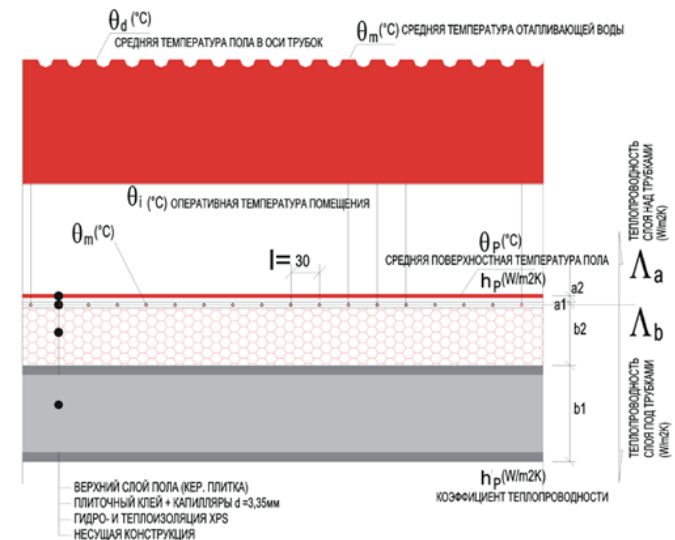 θd (°C)
СРЕДНЯЯ ТЕМПЕРАТУРА ПОЛА В ОСИ ТРУБОК
θm (°C) СРЕДНЯЯ ТЕМПЕРАТУРА ОТАПЛИВАЮЩЕЙ ВОДЫ
θi (°C) ОПЕРАТИВНАЯ ТЕМПЕРАТУРА ПОМЕЩЕНИЯ
θm(°C)
l= 30
θP(°C)
СРЕДНЯЯ ПОВЕРХНОСТНАЯ ТЕМПЕРАТУРА ПОЛА
hP(W/m2K)
ТЕПЛОПРОВОДНОСТЬ
СЛОЯ НАД ТРУБКАМИ
(W/m2K)
Λa
a2
a1
Λb
b2
b1
ТЕПЛОПРОВОДНОСТЬ
СЛОЯ ПОД ТРУБКАМИ
(W/m2K)
h'P(W/m2K)
КОЭФФИЦИЕНТ ТЕПЛОПРОВОДНОСТИ
ВЕРХНИЙ СЛОЙ ПОЛА (КЕР. ПЛИТКА)
ПЛИТОЧНЫЙ КЛЕЙ + КАПИЛЛЯРЫ d =3,35мм
ГИДРО- И ТЕПЛОИЗОЛЯЦИЯ XPS
НЕСУЩАЯ КОНСТРУКЦИЯ